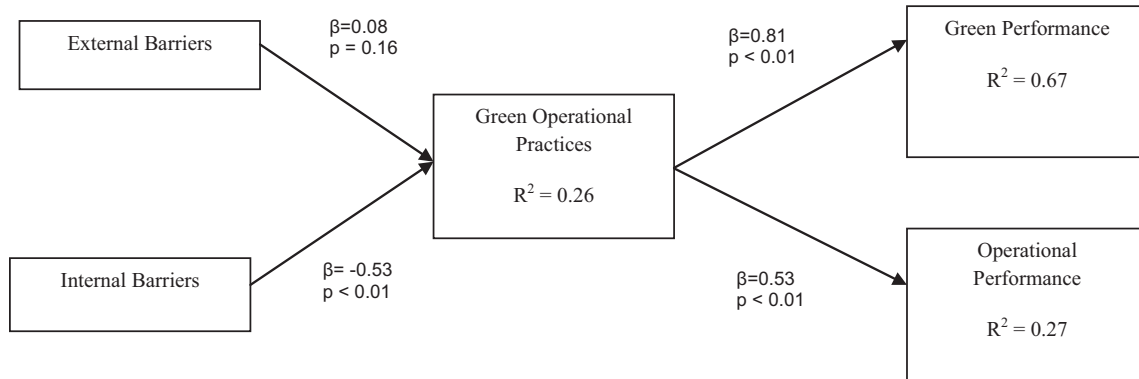 External Barriers
β=0.08
p = 0.16
Green Operational
Practices
R² = 0.26
Internal Barriers
β= -0.53
p < 0.01
β=0.81
p < 0.01
Green Performance
R² = 0.67
β=0.53
p < 0.01
Operational
Performance
R² = 0.27